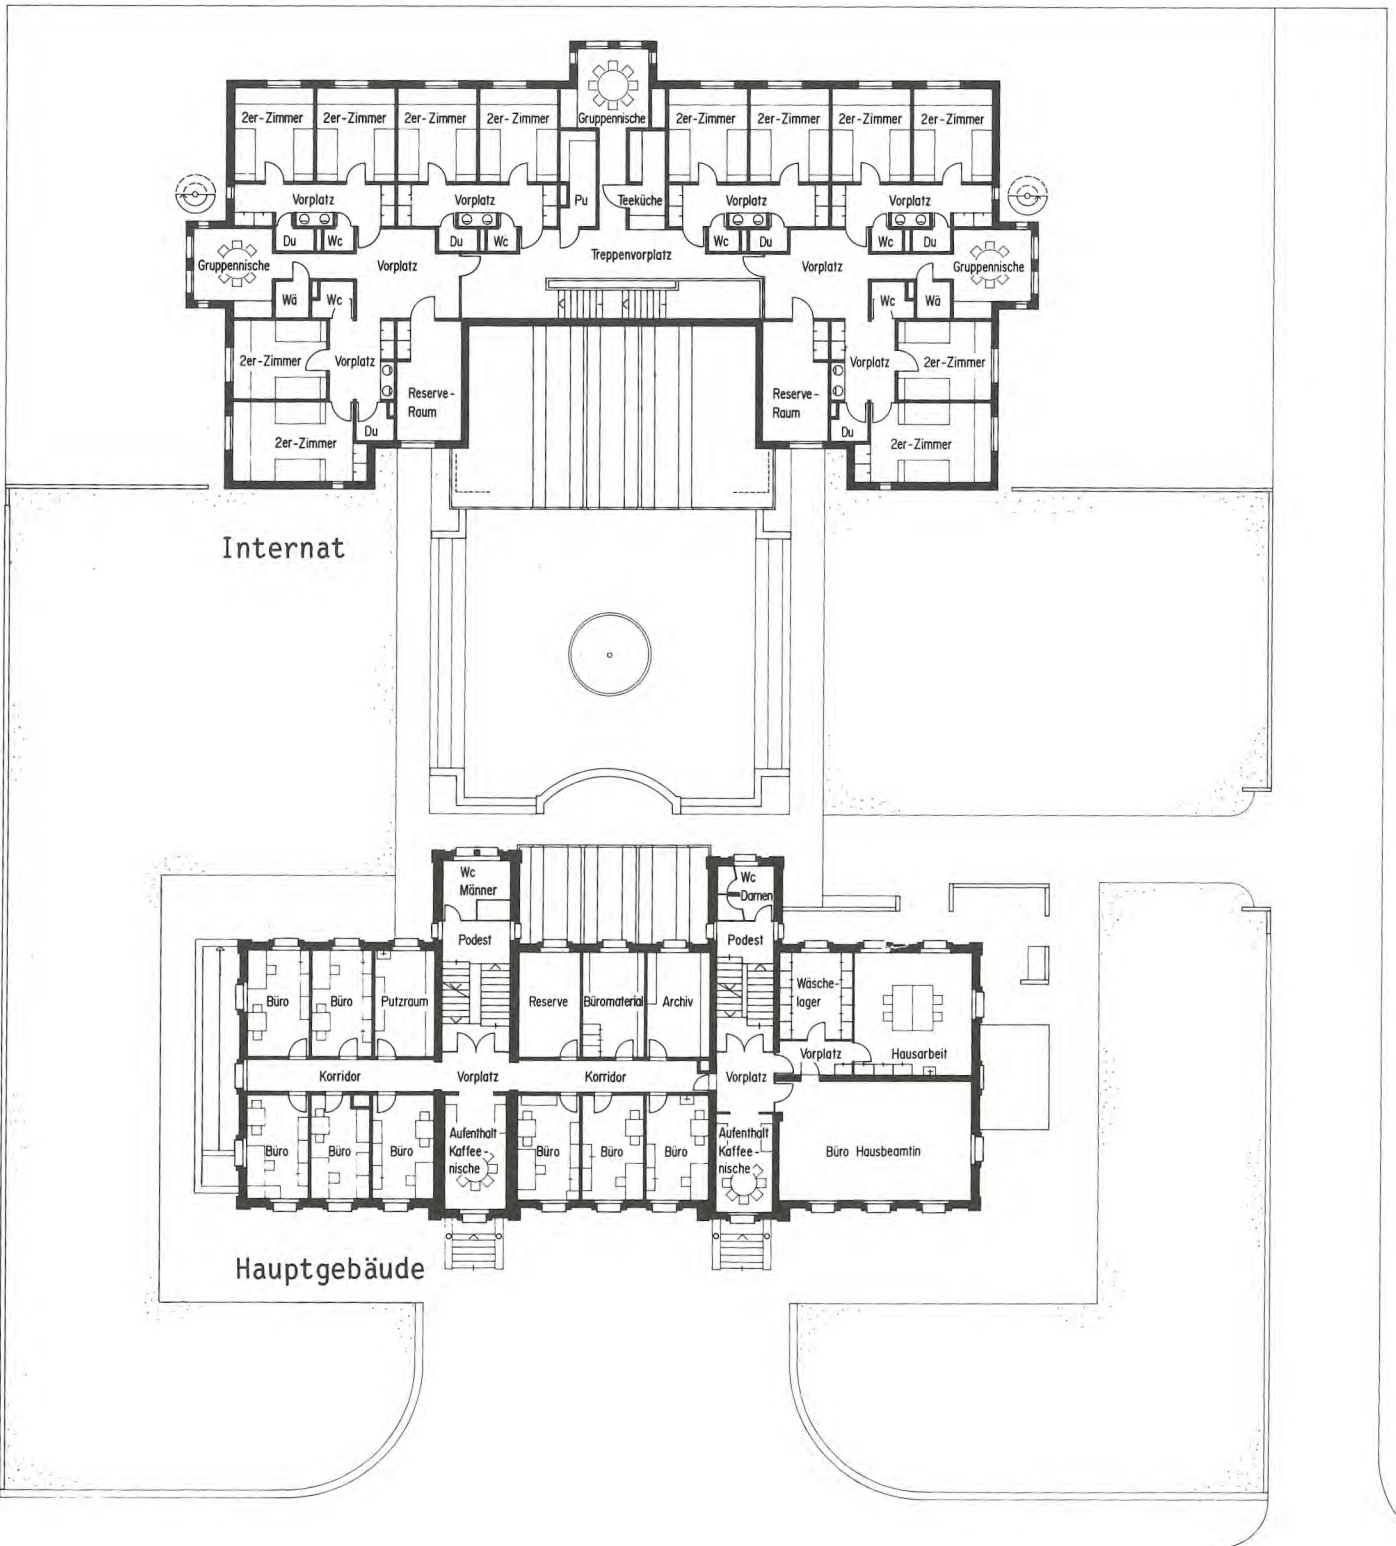 2er-Zimmer 2er-Zimmer 2er-Zimmer 2er-Zimmer Gruppennische 2er-Zimmer 2er-Zimmer 2er-Zimmer 2er-Zimmer
Vorplatz Vorplatz Pu Teeküche Vorplatz Vorplatz
Du Wc Du Wc Wc Du Wc Du
Treppenvorplatz
Gruppennische Vorplatz Vorplatz Gruppennische
Wä Wc Wc Wä
2er-Zimmer Vorplatz Vorplatz 2er-Zimmer
Reserve- Reserve-
Raum Raum
Du Du
2er-Zimmer 2er-Zimmer
Internat
Wc
Männer
Wc
Damen
Podest Podest
Büro Büro Putzraum Reserve Büromaterial Archiv
Wäsche-
lager
Korridor Vorplatz Korridor Vorplatz Vorplatz Hausarbeit
Büro Büro Büro
Aufenthalt
Kaffee-
nische
Büro Büro Büro
Aufenthalt
Kaffee-
nische
Büro Hausbeamtin
Hauptgebäude